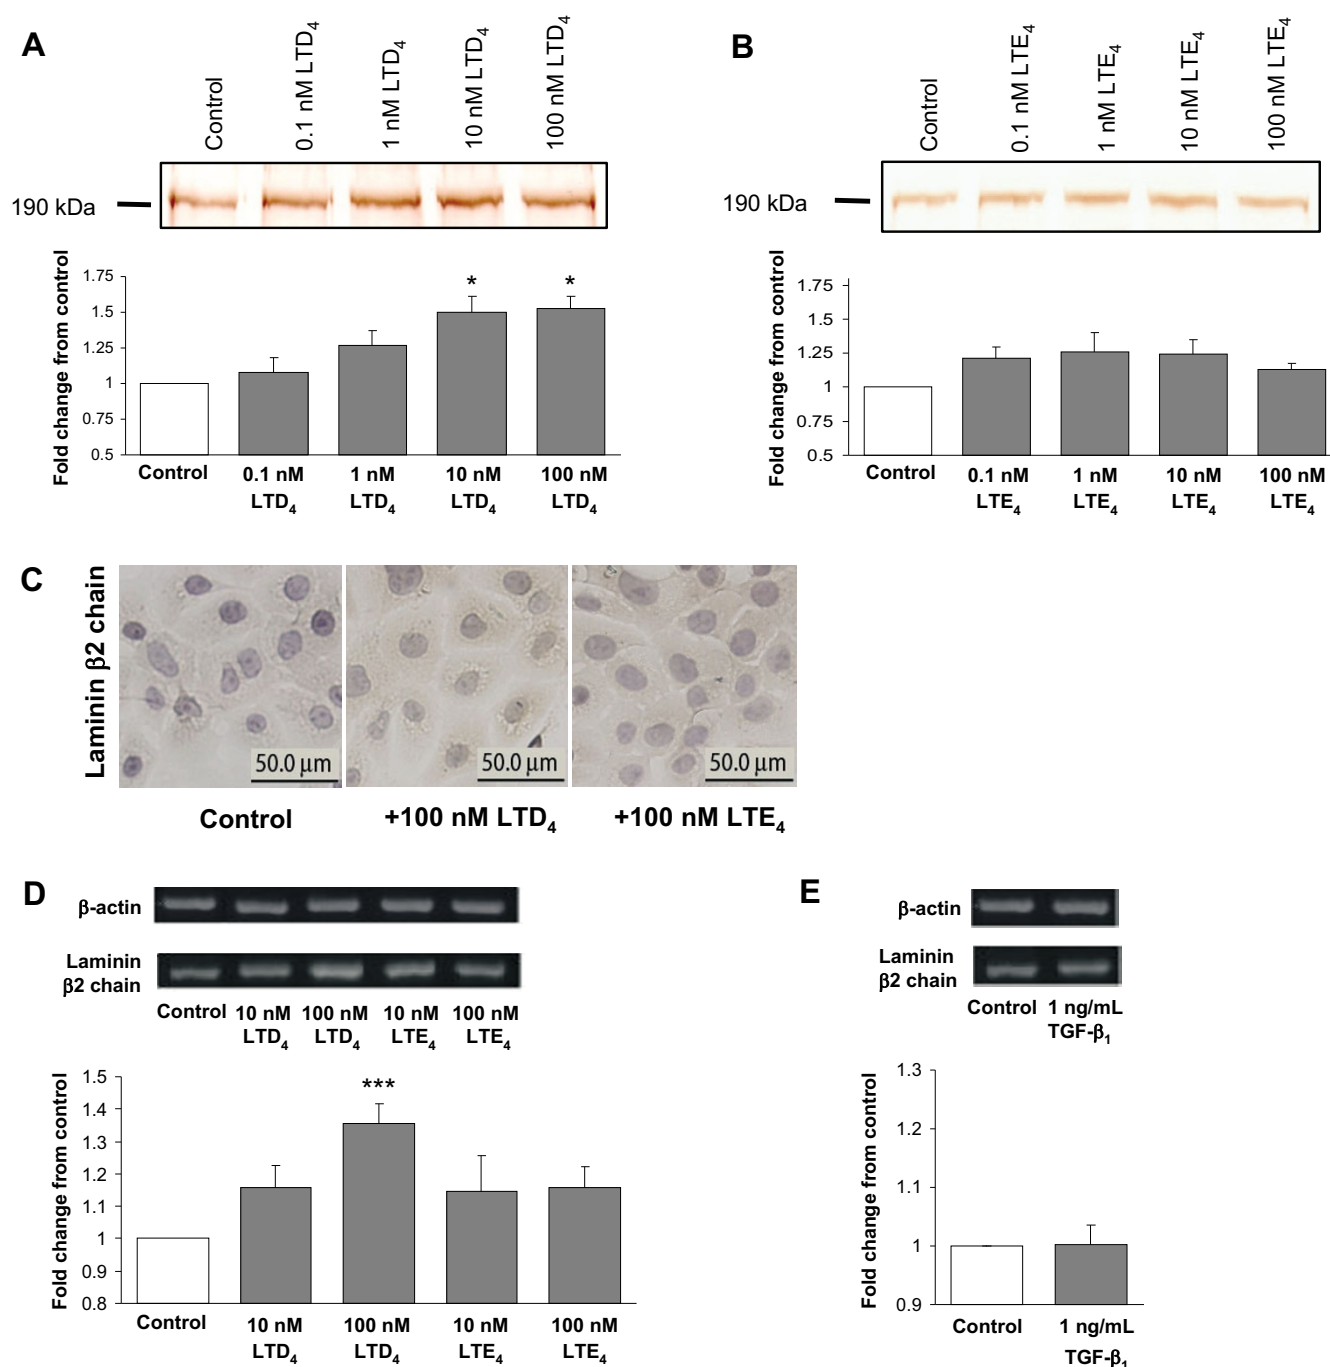 A
Control
0.1 nM LTD4
1 nM LTD4
10 nM LTD4
100 nM LTD4
190 kDa
Fold change from control
1.75
1.5
1.25
1
0.75
0.5
* *
Control
0.1 nM LTD4
1 nM LTD4
10 nM LTD4
100 nM LTD4
B
Control
0.1 nM LTE4
1 nM LTE4
10 nM LTE4
100 nM LTE4
190 kDa
Fold change from control
1.75
1.5
1.25
1
0.75
0.5
Control
0.1 nM LTE4
1 nM LTE4
10 nM LTE4
100 nM LTE4
C
Laminin β2 chain
50.0 μm
50.0 μm
50.0 μm
Control
+100 nM LTD4
+100 nM LTE4
D
β-actin
Laminin
β2 chain
Control
10 nM LTD4
100 nM LTD4
10 nM LTE4
100 nM LTE4
Fold change from control
1.5
1.4
1.3
1.2
1.1
1
0.9
0.8
***
Control
10 nM LTD4
100 nM LTD4
10 nM LTE4
100 nM LTE4
E
β-actin
Laminin
β2 chain
Control
1 ng/mL
TGF-β1
Fold change from control
1.3
1.2
1.1
1
0.9
Control
1 ng/mL
TGF-β1